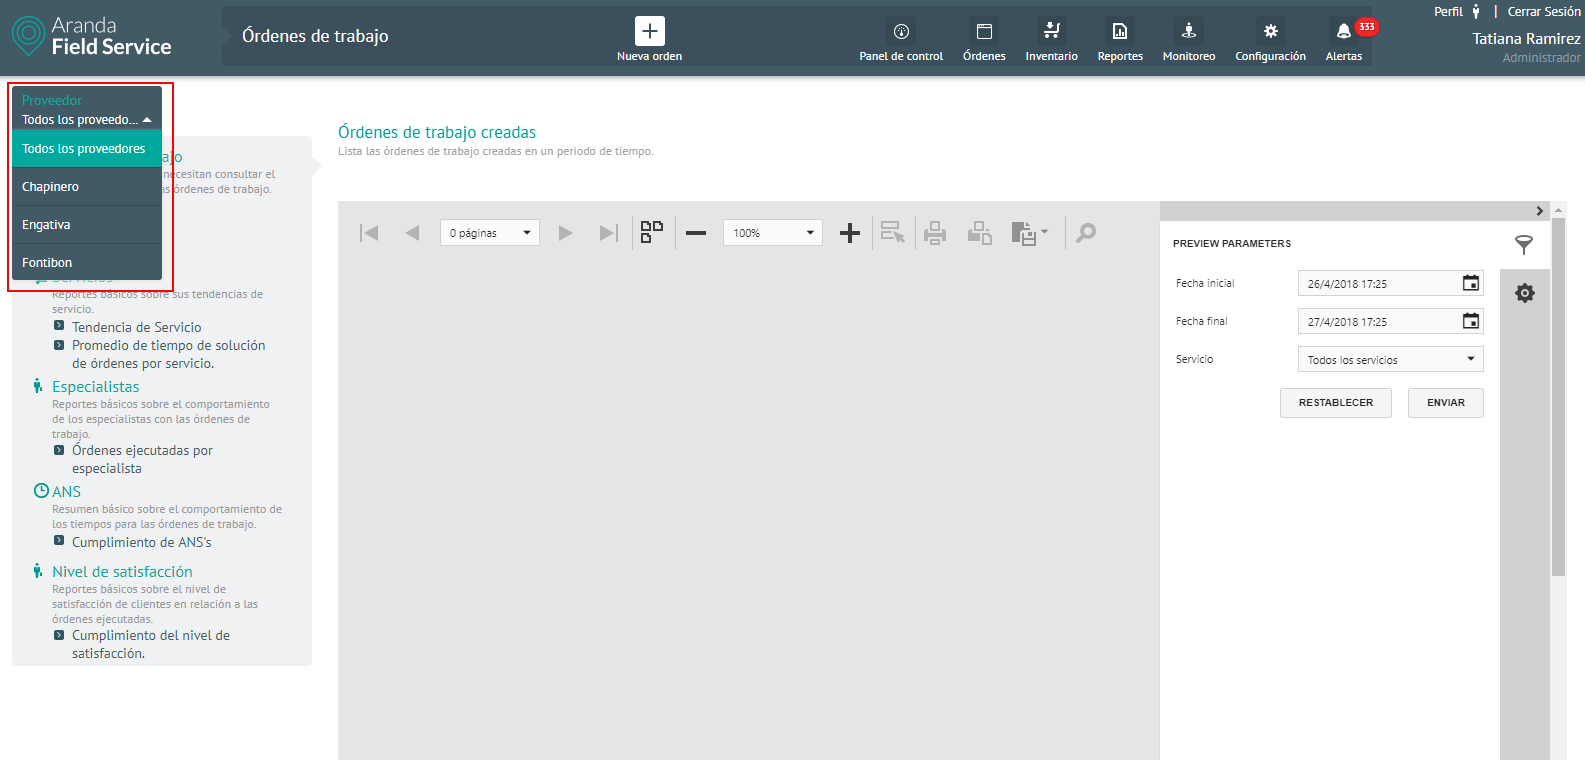 Aranda
Field Service
Órdenes de trabajo
Nueva orden
Panel de control
Órdenes
Inventario
Reportes
Monitoreo
Configuración
Alertas
333
Perfil | Cerrar Sesión
Tatiana Ramirez
Administrador
Proveedor
Todos los proveedo...
Todos los proveedores
Chapinero
Engativa
Fontibon
ajo
necesitan consultar el
as órdenes de trabajo.
Servicios
Reportes básicos sobre sus tendencias de
servicio.
Tendencia de Servicio
Promedio de tiempo de solución
de órdenes por servicio.
Especialistas
Reportes básicos sobre el comportamiento
de los especialistas con las órdenes de
trabajo.
Órdenes ejecutadas por
especialista
ANS
Resumen básico sobre el comportamiento de
los tiempos para las órdenes de trabajo.
Cumplimiento de ANS's
Nivel de satisfacción
Reportes básicos sobre el nivel de
satisfacción de clientes en relación a las
órdenes ejecutadas.
Cumplimiento del nivel de
satisfacción.
Órdenes de trabajo creadas
Lista las órdenes de trabajo creadas en un periodo de tiempo.
0 páginas
100%
PREVIEW PARAMETERS
Fecha inicial
26/4/2018 17:25
Fecha final
27/4/2018 17:25
Servicio
Todos los servicios
RESTABLECER
ENVIAR